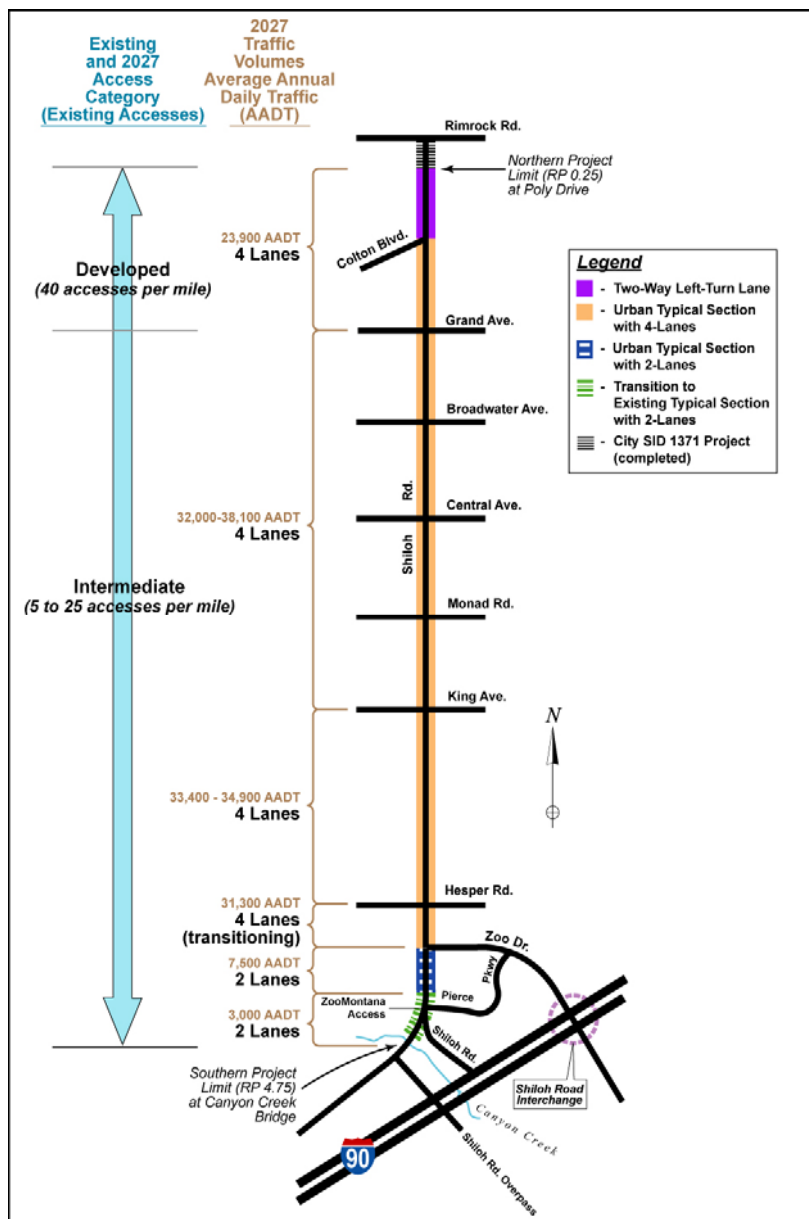 Existing
and 2027
Access
Category
(Existing Accesses)
2027
Traffic
Volumes
Average Annual
Daily Traffic
(AADT)
Rimrock Rd.
Northern Project
Limit (RP 0.25)
at Poly Drive
23,900 AADT
4 Lanes
Colton Blvd.
Developed
(40 accesses per mile)
Legend
- Two-Way Left-Turn Lane
- Urban Typical Section
with 4-Lanes
- Urban Typical Section
with 2-Lanes
- Transition to
Existing Typical Section
with 2-Lanes
- City SID 1371 Project
(completed)
Grand Ave.
Broadwater Ave.
32,000-38,100 AADT
4 Lanes
Central Ave.
Shiloh Rd.
Intermediate
(5 to 25 accesses per mile)
Monad Rd.
King Ave.
N
33,400 - 34,900 AADT
4 Lanes
Hesper Rd.
31,300 AADT
4 Lanes
(transitioning)
Zoo Dr.
7,500 AADT
2 Lanes
Pierce Pkwy
ZooMontana
Access
3,000 AADT
2 Lanes
Shiloh Rd.
Southern Project
Limit (RP 4.75)
at Canyon Creek
Bridge
Shiloh Road
Interchange
Canyon Creek
90
Shiloh Rd. Overpass